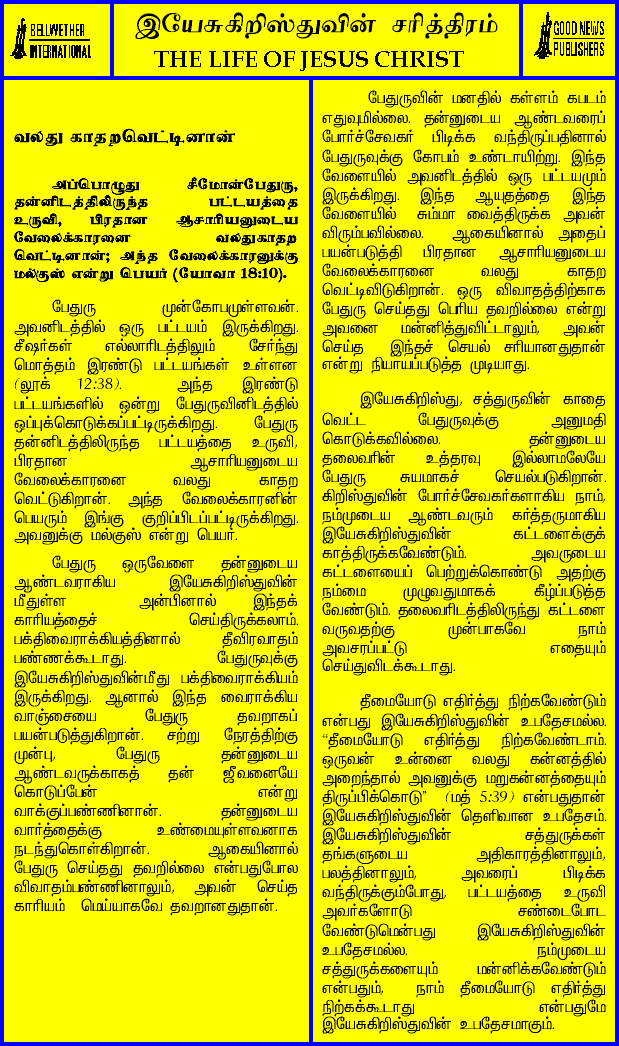 BELLWETHER
INTERNATIONAL
இயேசுகிறிஸ்துவின் சரித்திரம்
THE LIFE OF JESUS CHRIST
GOOD NEWS
PUBLISHERS
வலது காதறவெட்டினான்
அப்பொழுது சீமோன்பேதுரு,
தன்னிடத்திலிருந்த பட்டயத்தை
உருவி, பிரதான ஆசாரியனுடைய
வேலைக்காரனை வலதுகாதற
வெட்டினான்; அந்த வேலைக்காரனுக்கு
மல்குஸ் என்று பெயர் (யோவா 18:10).
பேதுரு முன்கோபமுள்ளவன்.
அவனிடத்தில் ஒரு பட்டயம் இருக்கிறது.
சீஷர்கள் எல்லாரிடத்திலும் சேர்ந்து
மொத்தம் இரண்டு பட்டயங்கள் உள்ளன
(லூக் 12:38). அந்த இரண்டு
பட்டயங்களில் ஒன்று பேதுருவினிடத்தில்
ஒப்புக்கொடுக்கப்பட்டிருக்கிறது. பேதுரு
தன்னிடத்திலிருந்த பட்டயத்தை உருவி,
பிரதான ஆசாரியனுடைய
வேலைக்காரனை வலது காதற
வெட்டுகிறான். அந்த வேலைக்காரனின்
பெயரும் இங்கு குறிப்பிடப்பட்டிருக்கிறது.
அவனுக்கு மல்குஸ் என்று பெயர்.
பேதுரு ஒருவேளை தன்னுடைய
ஆண்டவராகிய இயேசுகிறிஸ்துவின்
மீதுள்ள அன்பினால் இந்தக்
காரியத்தைச் செய்திருக்கலாம்.
பக்திவைராக்கியத்தினால் தீவிரவாதம்
பண்ணக்கூடாது. பேதுருவுக்கு
இயேசுகிறிஸ்துவின்மீது பக்திவைராக்கியம்
இருக்கிறது. ஆனால் இந்த வைராக்கிய
வாஞ்சையை பேதுரு தவறாகப்
பயன்படுத்துகிறான். சற்று நேரத்திற்கு
முன்பு, பேதுரு தன்னுடைய
ஆண்டவருக்காகத் தன் ஜீவனையே
கொடுப்பேன் என்று
வாக்குப்பண்ணினான். தன்னுடைய
வார்த்தைக்கு உண்மையுள்ளவனாக
நடந்துகொள்கிறான். ஆகையினால்
பேதுரு செய்தது தவறில்லை என்பதுபோல
விவாதம்பண்ணினாலும், அவன் செய்த
காரியம் மெய்யாகவே தவறானதுதான்.
பேதுருவின் மனதில் கள்ளம் கபடம்
எதுவுமில்லை. தன்னுடைய ஆண்டவரைப்
போர்ச்சேவகர் பிடிக்க வந்திருப்பதினால்
பேதுருவுக்கு கோபம் உண்டாயிற்று. இந்த
வேளையில் அவனிடத்தில் ஒரு பட்டயமும்
இருக்கிறது. இந்த ஆயுதத்தை இந்த
வேளையில் சும்மா வைத்திருக்க அவன்
விரும்பவில்லை. ஆகையினால் அதைப்
பயன்படுத்தி பிரதான ஆசாரியனுடைய
வேலைக்காரனை வலது காதற
வெட்டிவிடுகிறான். ஒரு விவாதத்திற்காக
பேதுரு செய்தது பெரிய தவறில்லை என்று
அவனை மன்னித்துவிட்டாலும், அவன்
செய்த இந்தச் செயல் சரியானதுதான்
என்று நியாயப்படுத்த முடியாது.
இயேசுகிறிஸ்து, சத்துருவின் காதை
வெட்ட பேதுருவுக்கு அனுமதி
கொடுக்கவில்லை. தன்னுடைய
தலைவரின் உத்தரவு இல்லாமலேயே
பேதுரு சுயமாகச் செயல்படுகிறான்.
கிறிஸ்துவின் போர்ச்சேவகர்களாகிய நாம்,
நம்முடைய ஆண்டவரும் கர்த்தருமாகிய
இயேசுகிறிஸ்துவின் கட்டளைக்குக்
காத்திருக்கவேண்டும். அவருடைய
கட்டளையைப் பெற்றுக்கொண்டு அதற்கு
நம்மை முழுவதுமாகக் கீழ்ப்படுத்த
வேண்டும். தலைவரிடத்திலிருந்து கட்டளை
வருவதற்கு முன்பாகவே நாம்
அவசரப்பட்டு எதையும்
செய்துவிடக்கூடாது.
தீமையோடு எதிர்த்து நிற்கவேண்டும்
என்பது இயேசுகிறிஸ்துவின் உபதேசமல்ல.
“தீமையோடு எதிர்த்து நிற்கவேண்டாம்.
ஒருவன் உன்னை வலது கன்னத்தில்
அறைந்தால் அவனுக்கு மறுகன்னத்தையும்
திருப்பிக்கொடு” (மத் 5:39) என்பதுதான்
இயேசுகிறிஸ்துவின் தெளிவான உபதேசம்.
இயேசுகிறிஸ்துவின் சத்துருக்கள்
தங்களுடைய அதிகாரத்தினாலும்,
பலத்தினாலும், அவரைப் பிடிக்க
வந்திருக்கும்போது, பட்டயத்தை உருவி
அவர்களோடு சண்டைபோட
வேண்டுமென்பது இயேசுகிறிஸ்துவின்
உபதேசமல்ல. நம்முடைய
சத்துருக்களையும் மன்னிக்கவேண்டும்
என்பதும், நாம் தீமையோடு எதிர்த்து
நிற்கக்கூடாது என்பதுமே
இயேசுகிறிஸ்துவின் உபதேசமாகும்.